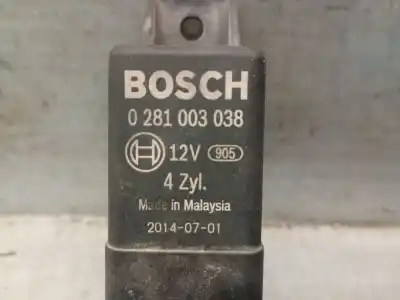 BOSCH
0 281 003 038
12V 905
4 Zyl.
Made in Malaysia
2014-07-01